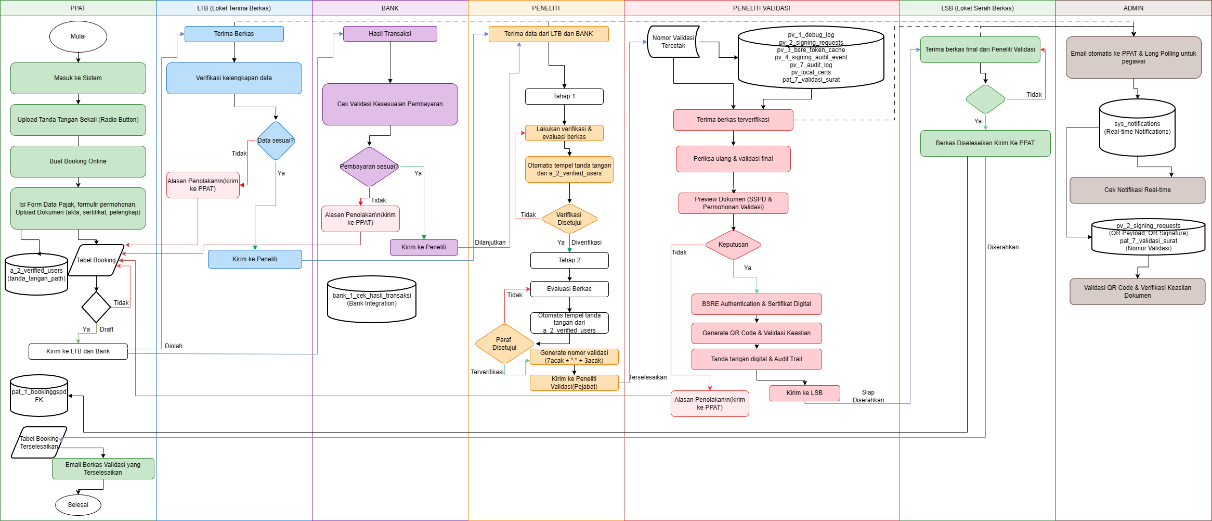 PPAT
LTB (Loket Terima Berkas)
BANK
PENELITI
PENELITI VALIDASI
LSB (Loket Serah Berkas)
ADMIN
Mulai
Masuk ke Sistem
Upload Tanda Tangan Sekali (Radio Button)
Buat Booking Online
Isi Form Data Pajak, formulir permohonan,
Upload Dokumen (akta, sertifikat, pelengkap)
a_2_verified_users
(tanda_tangan_path)
Tabel Booking
Tidak
Ya
Draft
Kirim ke LTB dan Bank
pat_1_bookingsspd
FK
Tabel Booking
Terselesaikan
Email Berkas Validasi yang
Terselesaikan
Selesai
Terima Berkas
Verifikasi kelengkapan data
Data sesuai?
Tidak
Ya
Alasan Penolakan\n(kirim
ke PPAT)
Kirim ke Peneliti
Diolah
Hasil Transaksi
Cek Validasi Kesesuaian Pembayaran
Pembayaran sesuai?
Tidak
Ya
Alasan Penolakan\n(kirim
ke PPAT)
Kirim ke Peneliti
bank_1_cek_hasil_transaksi
(Bank Integration)
Dilanjutkan
Terima data dari LTB dan BANK
Tahap 1
Lakukan verifikasi &
evaluasi berkas
Otomatis tempel tanda tangan
dari a_2_verified_users
Verifikasi
Disetujui
Tidak
Ya
Diverifikasi
Tahap 2
Evaluasi Berkas
Tidak
Otomatis tempel tanda
tangan dari
a_2_verified_users
Paraf
Disetujui
Generate nomor validasi
(7acak + "-" + 3acak)
Terverifikasi
Kirim ke Peneliti
Validasi(Pejabat)
Terselesaikan
Nomor Validasi
Tercetak
pv_1_debug_log
pv_2_signing_requests
pv_3_bsre_token_cache
pv_4_signing_audit_event
pv_7_audit_log
pv_local_certs
pat_7_validasi_surat
Terima berkas terverifikasi
Periksa ulang & validasi final
Preview Dokumen (SSPD &
Permohonan Validasi)
Keputusan
Tidak
Ya
BSRE Authentication & Sertifikat Digital
Generate QR Code & Validasi Keaslian
Tanda tangan digital & Audit Trail
Kirim ke LSB
Alasan Penolakan\n(kirim
ke PPAT)
Siap
Diserahkan
Terima berkas final dari Peneliti Validasi
Tidak
Ya
Berkas Diselesaikan Kirim Ke PPAT
Diserahkan
Email otomatis ke PPAT & Long Polling untuk
pegawai
sys_notifications
(Real-time Notifications)
Cek Notifikasi Real-time
pv_2_signing_requests
(QR Payload, QR Signature)
pat_7_validasi_surat
(Nomor Validasi)
Validasi QR Code & Verifikasi Keaslian
Dokumen